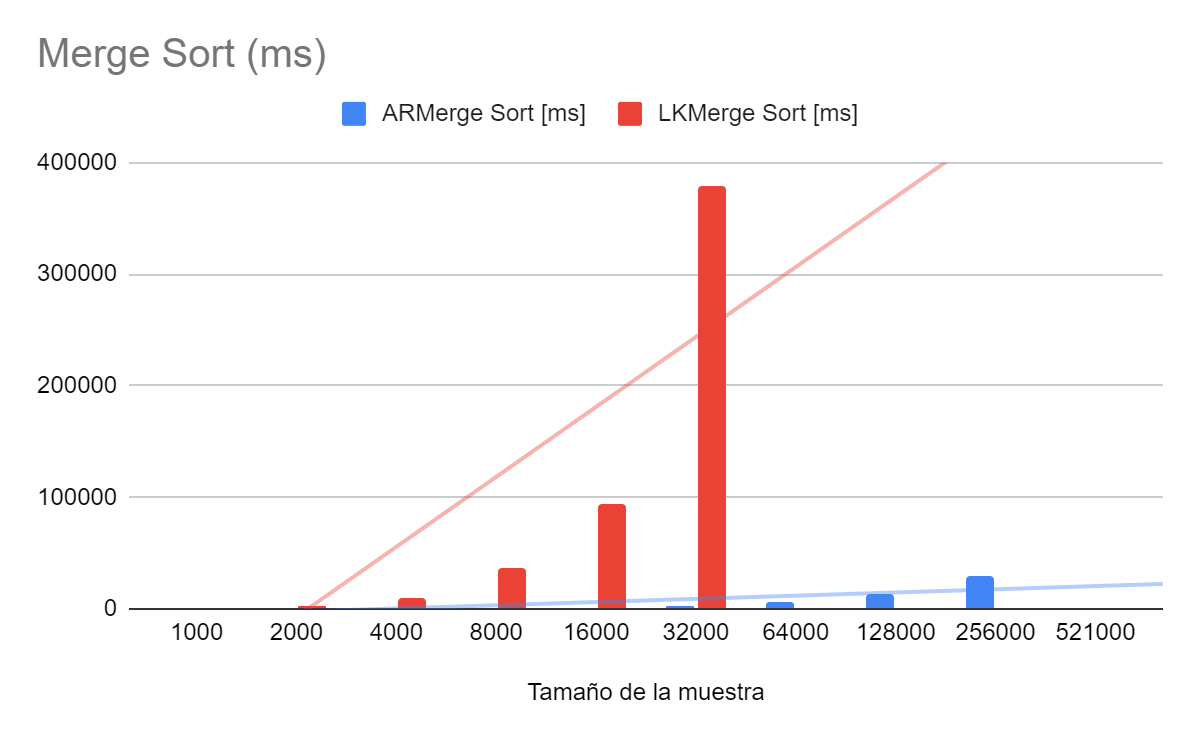 Merge Sort (ms)
ARMerge Sort [ms] LKMerge Sort [ms]
400000
300000
200000
100000
0
1000 2000 4000 8000 16000 32000 64000 128000 256000 521000
Tamaño de la muestra